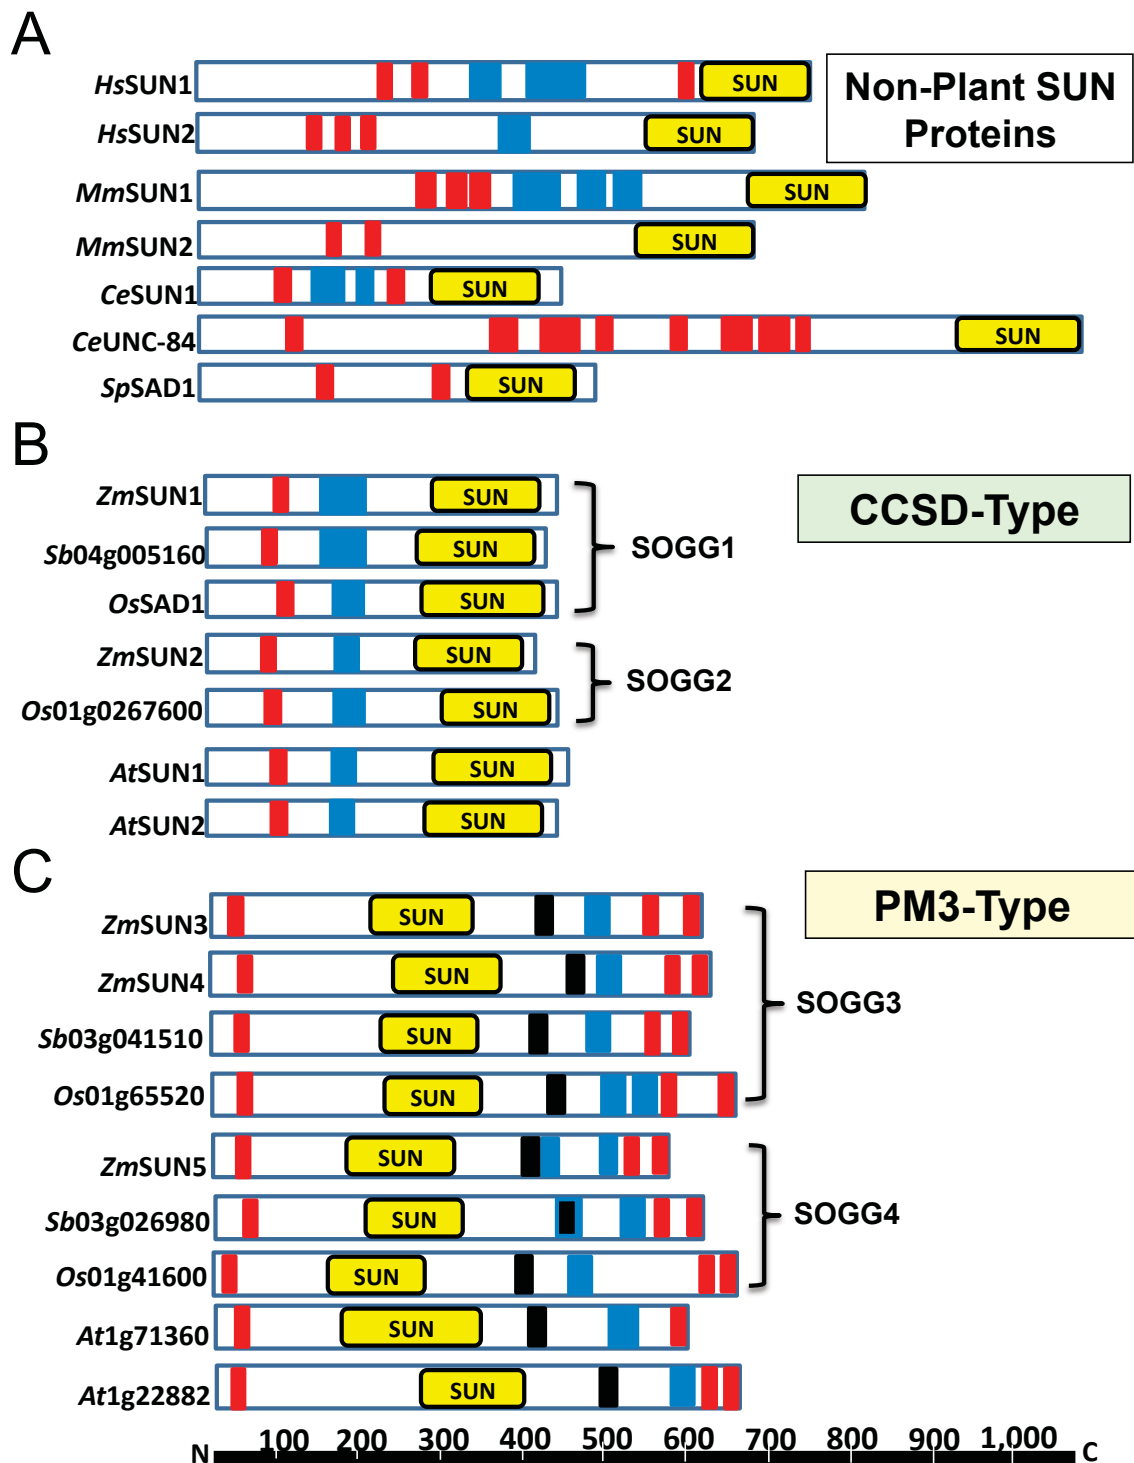 A
HsSUN1 SUN
Non-Plant SUN
Proteins
HsSUN2 SUN
MmSUN1 SUN
MmSUN2 SUN
CeSUN1 SUN
CeUNC-84 SUN
SpSAD1 SUN
B
CCSD-Type
ZmSUN1 SUN
Sb04g005160 SUN
SOGG1
OsSAD1 SUN
ZmSUN2 SUN
SOGG2
Os01g0267600 SUN
AtSUN1 SUN
AtSUN2 SUN
C
PM3-Type
ZmSUN3 SUN
ZmSUN4 SUN
SOGG3
Sb03g041510 SUN
Os01g65520 SUN
ZmSUN5 SUN
Sb03g026980 SUN
SOGG4
Os01g41600 SUN
At1g71360 SUN
At1g22882 SUN
N 100 200 300 400 500 600 700 800 900 1,000 C